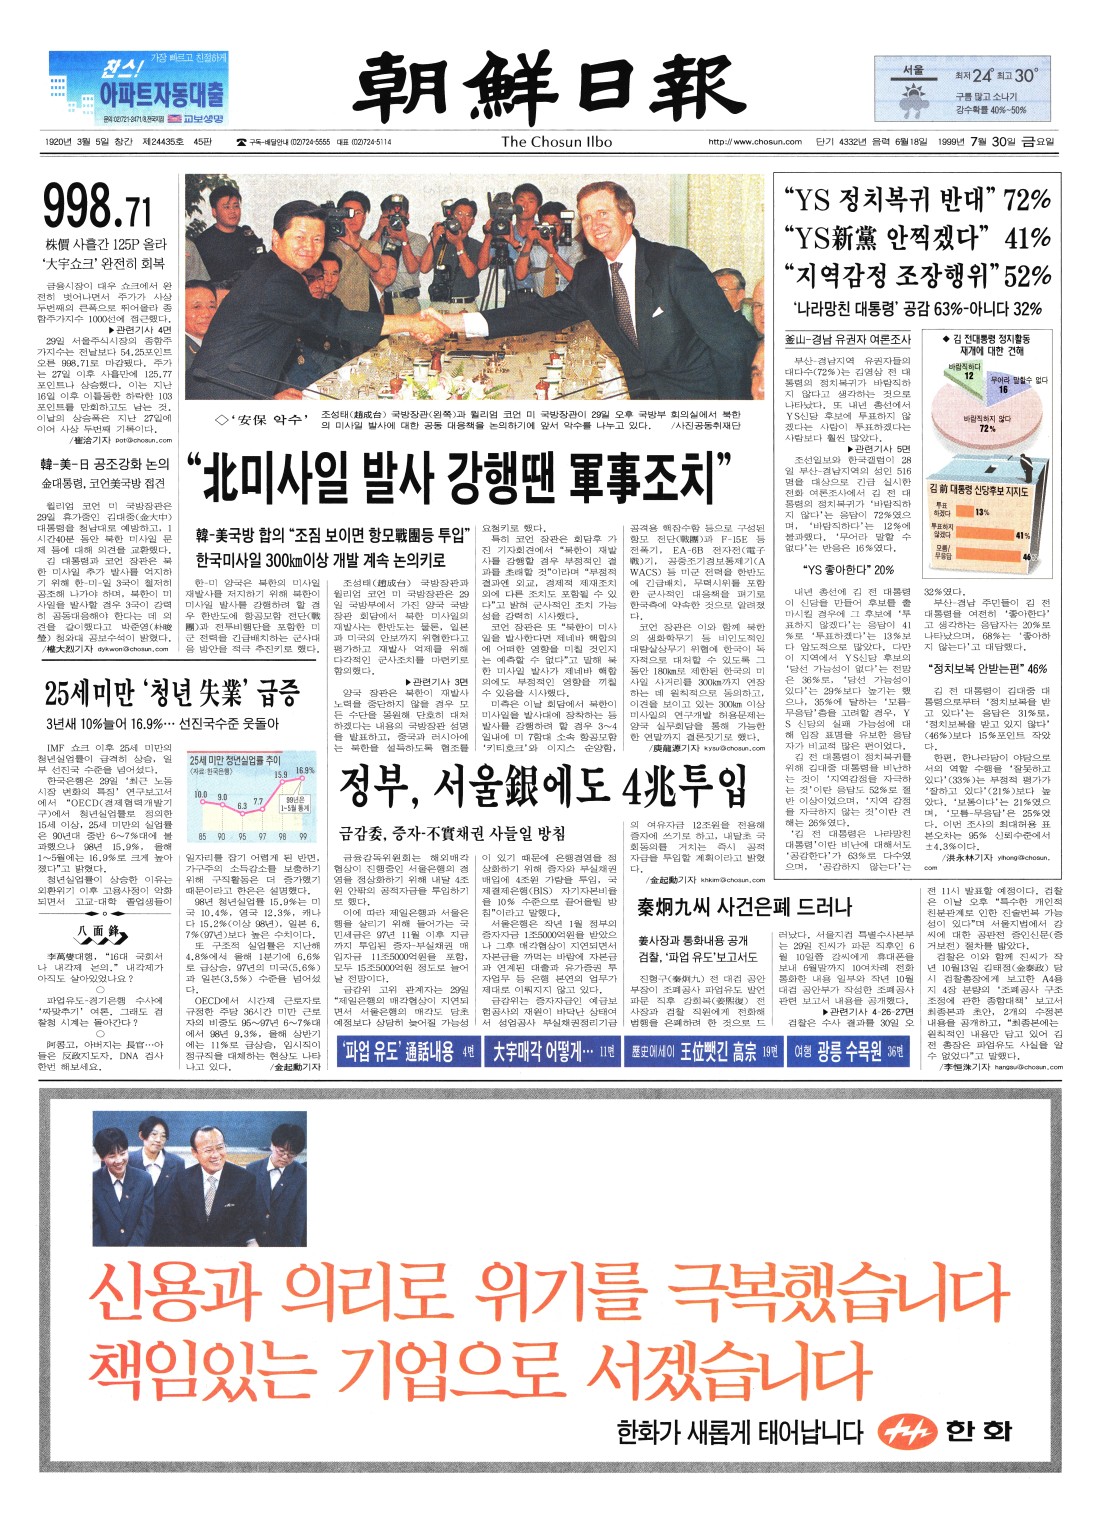 찬스!
가장 빠르고 친절하게
아파트자동대출
교보생명
朝鮮日報
서울
최저 24° 최고 30°
구름 많고 소나기
강수확률 40%~50%
1920년 3월 5일 창간 제24435호 45판
☎ 구독·배달안내 (02)724-5555 대표 (02)724-5114
The Chosun Ilbo
http://www.chosun.com
단기 4332년 음력 6월18일 1999년 7월 30일 금요일
998.71
株價 사흘간 125P 올라
‘大宇쇼크’ 완전히 회복
금융시장이 대우 쇼크에서 완
전히 벗어나면서 주가가 사상
두번째의 큰폭으로 뛰어올라 종
합주가지수 1000선에 접근했다.
▶관련기사 4면
29일 서울주식시장의 종합주
가지수는 전날보다 54.25포인트
오른 998.71로 마감됐다. 주가
는 27일 이후 사흘만에 125.77
포인트나 상승했다. 이는 지난
16일 이후 이틀동한 하락한 103
포인트를 만회하고도 남는 것.
이날의 상승폭은 지난 27일에
이어 사상 두번째 기록이다.
/崔洽기자 pot@chosun.com
韓-美-日 공조강화 논의
金대통령, 코언美국방 접견
윌리엄 코언 미 국방장관은
29일 휴가중인 김대중(金大中)
대통령을 청남대로 예방하고, 1
시간40분 동안 북한 미사일 문
제 등에 대해 의견을 교환했다.
김 대통령과 코언 장관은 북
한 미사일 추가 발사를 억지하
기 위해 한·미·일 3국이 철저히
공조해 나가야 하며, 북한이 미
사일을 발사할 경우 3국이 강력
히 공동대응해야 한다는 데 의
견을 같이했다고 박준영(朴晙
瑩) 청와대 공보수석이 밝혔다.
/權大烈기자 dykwon@chosun.com
◇‘安保 악수’
조성태(趙成台) 국방장관(왼쪽)과 윌리엄 코언 미 국방장관이 29일 오후 국방부 회의실에서 북한
의 미사일 발사에 대한 공동 대응책을 논의하기에 앞서 악수를 나누고 있다. /사진공동취재단
“北미사일 발사 강행땐 軍事조치”
韓-美국방 합의 “조짐 보이면 항모戰團등 투입”
한국미사일 300㎞이상 개발 계속 논의키로
한-미 양국은 북한의 미사일
재발사를 저지하기 위해 북한이
미사일 발사를 강행하려 할 경
우 한반도에 항공모함 전단(戰
團)과 전투비행단을 포함한 미
군 전력을 긴급배치하는 군사대
응 방안을 적극 추진키로 했다.
조성태(趙成台) 국방장관과
윌리엄 코언 미 국방장관은 29
일 국방부에서 가진 양국 국방
장관 회담에서 북한 미사일의
재발사는 한반도는 물론, 일본
과 미국의 안보까지 위협한다고
평가하고 재발사 억제를 위해
다각적인 군사조치를 마련키로
합의했다.
▶관련기사 3면
양국 장관은 북한이 재발사
노력을 중단하지 않을 경우 모
든 수단을 동원해 단호히 대처
하겠다는 내용의 국방장관 성명
을 발표하고, 중국과 러시아에
는 북한을 설득하도록 협조를
요청키로 했다.
특히 코언 장관은 회담후 가
진 기자회견에서 “북한이 재발
사를 강행할 경우 부정적인 결
과를 초래할 것”이라며 “부정적
결과엔 외교, 경제적 제재조치
외에 다른 조치도 포함될 수 있
다”고 밝혀 군사적인 조치 가능
성을 강력히 시사했다.
코언 장관은 또 “북한이 미사
일을 발사한다면 제네바 핵합의
에 어떠한 영향을 미칠 것인지
는 예측할 수 없다”고 말해 북
한의 미사일 발사가 제네바 핵
합의에도 부정적인 영향을 끼칠
수 있음을 시사했다.
미측은 이날 회담에서 북한이
미사일을 발사대에 장착하는 등
발사를 강행하려 할 경우 3~4
일내에 미 7함대 소속 항공모함
‘키티호크’와 이지스 순양함,
공격용 핵잠수함 등으로 구성된
항모 전단(戰團)과 F-15E 등
전폭기, EA-6B 전자전(電子
戰)기, 공중조기경보통제기(A
WACS) 등 미군 전력을 한반도
에 긴급배치, 무력시위를 포함
한 군사적인 대응책을 펴기로
한국측에 약속한 것으로 알려졌
다.
코언 장관은 이와 함께 북한
의 생화학무기 등 비인도적인
대량살상무기 위협에 한국이 독
자적으로 대처할 수 있도록 그
동안 180㎞로 제한된 한국의 미
사일 사거리를 300㎞까지 연장
하는 데 원칙적으로 동의하고,
이견을 보이고 있는 300㎞ 이상
미사일의 연구개발 허용문제는
양국 실무회담을 통해 가능한
한 연말까지 결론짓기로 했다.
/庾龍源기자 kysu@chosun.com
“YS 정치복귀 반대” 72%
“YS新黨 안찍겠다” 41%
“지역감정 조장행위” 52%
‘나라망친 대통령’ 공감 63%-아니다 32%
釜山-경남 유권자 여론조사
부산-경남지역 유권자들의
대다수(72%)는 김영삼 전 대
통령의 정치복귀가 바람직하
지 않다고 생각하는 것으로
나타났다. 또 내년 총선에서
YS신당 후보에 투표하지 않
겠다는 사람이 투표하겠다는
사람보다 훨씬 많았다.
▶관련기사 5면
조선일보와 한국갤럽이 28
일 부산-경남지역의 성인 516
명을 대상으로 긴급 실시한
전화 여론조사에서 김 전 대
통령의 정치복귀가 ‘바람직하
지 않다’는 응답이 72%였으
며, ‘바람직하다’는 12%에
불과했다. ‘무어라 말할 수
없다’는 반응은 16%였다.
◆ 김 전대통령 정치활동
재개에 대한 견해
바람직하다
12
무어라 말할수 없다
16
바람직하지 않다
72%
김 前 대통령 신당후보 지지도
투표
하겠다
13%
투표하지
않겠다
41%
모름/
무응답
46%
“YS 좋아한다” 20%
내년 총선에 김 전 대통령
이 신당을 만들어 후보를 출
마시킬 경우에 그 후보에 ‘투
표하지 않겠다’는 응답이 41
%로 ‘투표하겠다’는 13%보
다 압도적으로 많았다. 다만
이 지역에서 YS신당 후보의
‘당선 가능성이 없다’는 전망
은 36%로, ‘당선 가능성이
있다’는 29%보다 높기는 했
으나, 35%에 달하는 ‘모름-
무응답’층을 고려할 경우, Y
S 신당의 실패 가능성에 대
해 입장 표명을 유보한 응답
자가 비교적 많은 편이었다.
김 전 대통령이 정치복귀를
위해 김대중 대통령을 비난하
는 것이 ‘지역감정을 자극하
는 것’이란 응답도 52%로 절
반 이상이었으며, ‘지역 감정
을 자극하지 않는 것’이란 견
해는 26%였다.
‘김 전 대통령은 나라망친
대통령’이란 비난에 대해서도
‘공감한다’가 63%로 다수였
으며, ‘공감하지 않는다’는
32%였다.
부산-경남 주민들이 김 전
대통령을 여전히 ‘좋아한다’
고 생각하는 응답자는 20%로
나타났으며, 68%는 ‘좋아하
지 않는다’고 대답했다.
“정치보복 안받는편” 46%
김 전 대통령이 김대중 대
통령으로부터 ‘정치보복을 받
고 있다’는 응답은 31%로,
‘정치보복을 받고 있지 않다’
(46%)보다 15%포인트 작았
다.
한편, 한나라당이 야당으로
서의 역할 수행을 ‘잘못하고
있다’(33%)는 부정적 평가가
‘잘하고 있다’(21%)보다 높
았다. ‘보통이다’는 21%였으
며, ‘모름-무응답’은 25%였
다. 이번 조사의 최대허용 표
본오차는 95% 신뢰수준에서
±4.3%이다.
/洪永林기자 ylhong@chosun.com
25세미만 ‘청년 失業’ 급증
3년새 10%늘어 16.9%… 선진국수준 웃돌아
IMF 쇼크 이후 25세 미만의
청년실업률이 급격히 상승, 일
부 선진국 수준을 넘어섰다.
한국은행은 29일 ‘최근 노동
시장 변화의 특징’ 연구보고서
에서 “OECD(경제협력개발기
구)에서 청년실업률로 정의한
15세 이상, 25세 미만의 실업률
은 90년대 중반 6~7%대에 불
과했으나 98년 15.9%, 올해
1~5월에는 16.9%로 크게 높아
졌다”고 밝혔다.
청년실업률이 상승한 이유는
외환위기 이후 고용사정이 악화
되면서 고교-대학 졸업생들이
25세 미만 청년실업률 추이
(자료:한국은행)
10.0
9.0
6.3
7.7
15.9
16.9%
99년은
1~5월 통계
85 90 95 97 98 99
일자리를 잡기 어렵게 된 반면,
가구주의 소득감소를 보충하기
위해 구직활동은 더 증가했기
때문이라고 한은은 설명했다.
98년 청년실업률 15.9%는 미
국 10.4%, 영국 12.3%, 캐나
다 15.2%(이상 98년), 일본 6.
7%(97년)보다 높은 수치이다.
또 구조적 실업률은 지난해
4.8%에서 올해 1분기에 6.6%
로 급상승, 97년의 미국(5.6%)
과 일본(3.5%) 수준을 넘어섰
다.
OECD에서 시간제 근로자로
규정한 주당 36시간 미만 근로
자의 비중도 95~97년 6~7%대
에서 98년 9.3%, 올해 상반기
에는 11%로 급상승, 임시직이
정규직을 대체하는 현상도 나타
나고 있다. /金起勳기자
八面鋒
李萬燮대행, “16대 국회서
나 내각제 논의.” 내각제가
아직도 살아있었나요?
○
파업유도-경기은행 수사에
‘짜맞추기’ 여론. 그래도 검
찰청 시계는 돌아간다?
○
阿콩고, 아버지는 長官…아
들은 反政지도자. DNA 검사
한번 해보세요.
정부, 서울銀에도 4兆투입
금감委, 증자-不實채권 사들일 방침
금융감독위원회는 해외매각
협상이 진행중인 서울은행의 경
영을 정상화하기 위해 내달 4조
원 안팎의 공적자금을 투입하기
로 했다.
이에 따라 제일은행과 서울은
행을 살리기 위해 들어가는 국
민세금은 97년 11월 이후 지금
까지 투입된 증자-부실채권 매
입자금 11조5000억원을 포함,
모두 15조5000억원 정도로 늘어
날 전망이다.
금감위 고위 관계자는 29일
“제일은행의 매각협상이 지연되
면서 서울은행의 매각도 당초
예정보다 상당히 늦어질 가능성
이 있기 때문에 은행경영을 정
상화하기 위해 증자와 부실채권
매입에 4조원 가량을 투입, 국
제결제은행(BIS) 자기자본비율
을 10% 수준으로 끌어올릴 방
침”이라고 말했다.
서울은행은 작년 1월 정부의
증자자금 1조5000억원을 받았으
나 그후 매각협상이 지연되면서
자본금을 까먹는 바람에 자본금
과 연계된 대출과 유가증권 투
자업무 등 은행 본연의 업무가
제대로 이뤄지지 않고 있다.
금감위는 증자자금인 예금보
험공사의 재원이 바닥난 상태여
서 성업공사 부실채권정리기금
의 여유자금 12조원을 전용해
증자에 쓰기로 하고, 내달초 국
회동의를 거치는 즉시 공적
자금을 투입할 계획이라고 밝혔
다.
/金起勳기자 khkim@chosun.com
秦炯九씨 사건은폐 드러나
姜사장과 통화내용 공개
검찰, ‘파업 유도’보고서도
진형구(秦炯九) 전 대검 공안
부장이 조폐공사 파업유도 발언
파문 직후 강희복(姜熙復) 전
사장과 검찰 직원에게 전화해
범행을 은폐하려 한 것으로 드
러났다. 서울지검 특별수사본부
는 29일 진씨가 파문 직후인 6
월 10일쯤 강씨에게 휴대폰을
보내 6월말까지 10여차례 전화
통화한 내용 일부와 작년 10월
대검 공안부가 작성한 조폐공사
관련 보고서 내용을 공개했다.
▶관련기사 4·26·27면
검찰은 수사 결과를 30일 오
전 11시 발표할 예정이다. 검찰
은 이날 오후 “특수한 개인적
친분관계로 인한 진술번복 가능
성이 있다”며 서울지법에서 강
씨에 대한 공판전 증인신문(증
거보전) 절차를 밟았다.
검찰은 이와 함께 진씨가 작
년 10월13일 김태정(金泰政) 당
시 검찰총장에게 보고한 A4용
지 4장 분량의 ‘조폐공사 구조
조정에 관한 종합대책’ 보고서
최종본과 초안, 2개의 수정본
내용을 공개하고, “최종본에는
원칙적인 내용만 담고 있어 김
전 총장은 파업유도 사실을 알
수 없었다”고 말했다.
/李恒洙기자 hangsu@chosun.com
‘파업 유도’ 通話내용 4면
大宇매각 어떻게… 11면
歷史에세이 王位뺏긴 高宗 19면
여행 광릉 수목원 36면
신용과 의리로 위기를 극복했습니다
책임있는 기업으로 서겠습니다
한화가 새롭게 태어납니다 한화